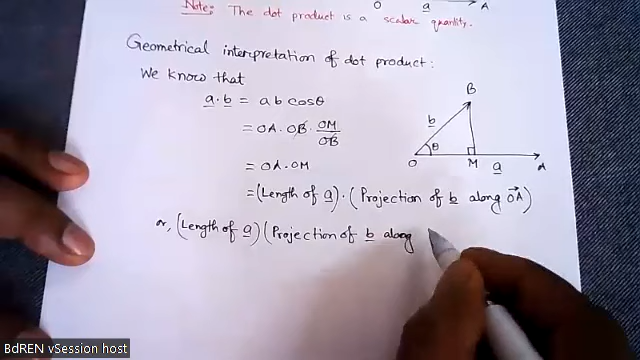 Note: The dot product is a scalar quantity.
O a A
Geometrical interpretation of dot product:
We know that
a · b = a b cosθ
= OA · OB · OM/OB
= OA · OM
= (Length of a) · (Projection of b along OA)
or, (Length of a) (Projection of b along
B
b
θ
O M A
a
BdREN vSession host